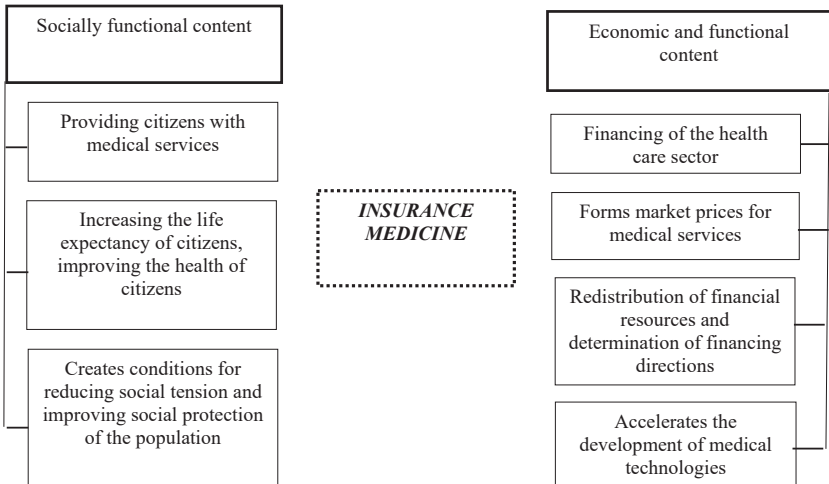 Socially functional content
Providing citizens with
medical services
Increasing the life
expectancy of citizens,
improving the health of
citizens
Creates conditions for
reducing social tension and
improving social protection
of the population
INSURANCE
MEDICINE
Economic and functional
content
Financing of the health
care sector
Forms market prices for
medical services
Redistribution of financial
resources and
determination of financing
directions
Accelerates the
development of medical
technologies